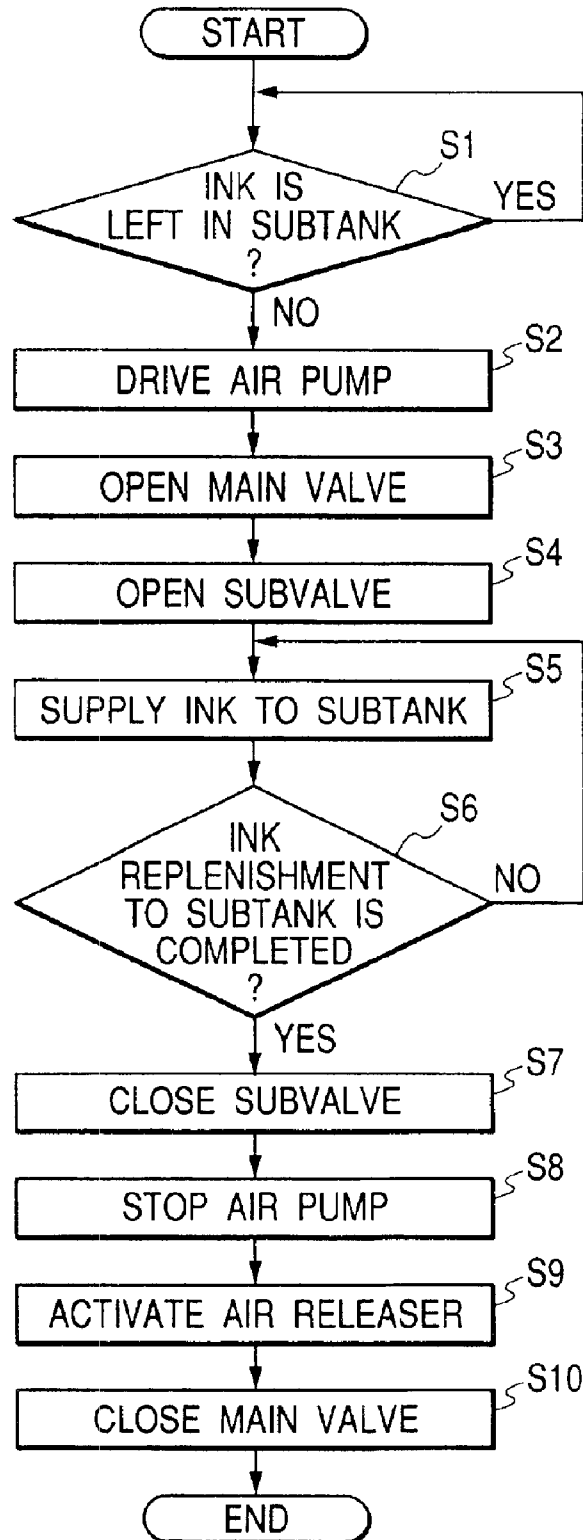 START
S1
INK IS
LEFT IN SUBTANK
?
YES
NO
S2
DRIVE AIR PUMP
S3
OPEN MAIN VALVE
S4
OPEN SUBVALVE
S5
SUPPLY INK TO SUBTANK
S6
INK
REPLENISHMENT
TO SUBTANK IS
COMPLETED
?
NO
YES
S7
CLOSE SUBVALVE
S8
STOP AIR PUMP
S9
ACTIVATE AIR RELEASER
S10
CLOSE MAIN VALVE
END